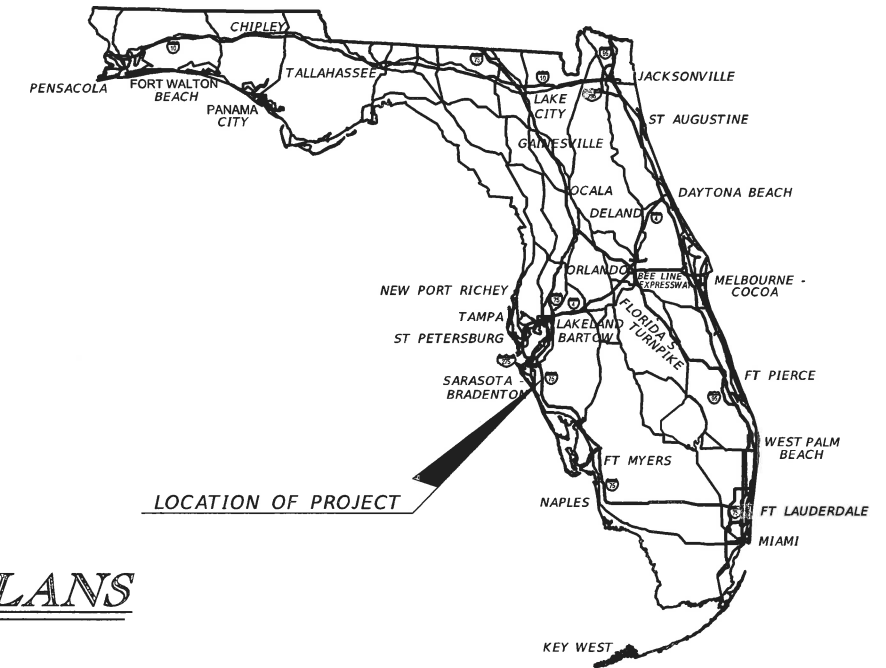 CHIPLEY
PENSACOLA
FORT WALTON
BEACH
TALLAHASSEE
PANAMA
CITY
JACKSONVILLE
LAKE
CITY
ST AUGUSTINE
GAINESVILLE
OCALA
DAYTONA BEACH
DELAND
ORLANDO
BEE LINE
EXPRESSWAY
MELBOURNE -
COCOA
NEW PORT RICHEY
TAMPA
ST PETERSBURG
LAKELAND
BARTOW
FLORIDA'S
TURNPIKE
SARASOTA -
BRADENTON
FT PIERCE
WEST PALM
BEACH
FT MYERS
LOCATION OF PROJECT
NAPLES
FT LAUDERDALE
MIAMI
LANS
KEY WEST